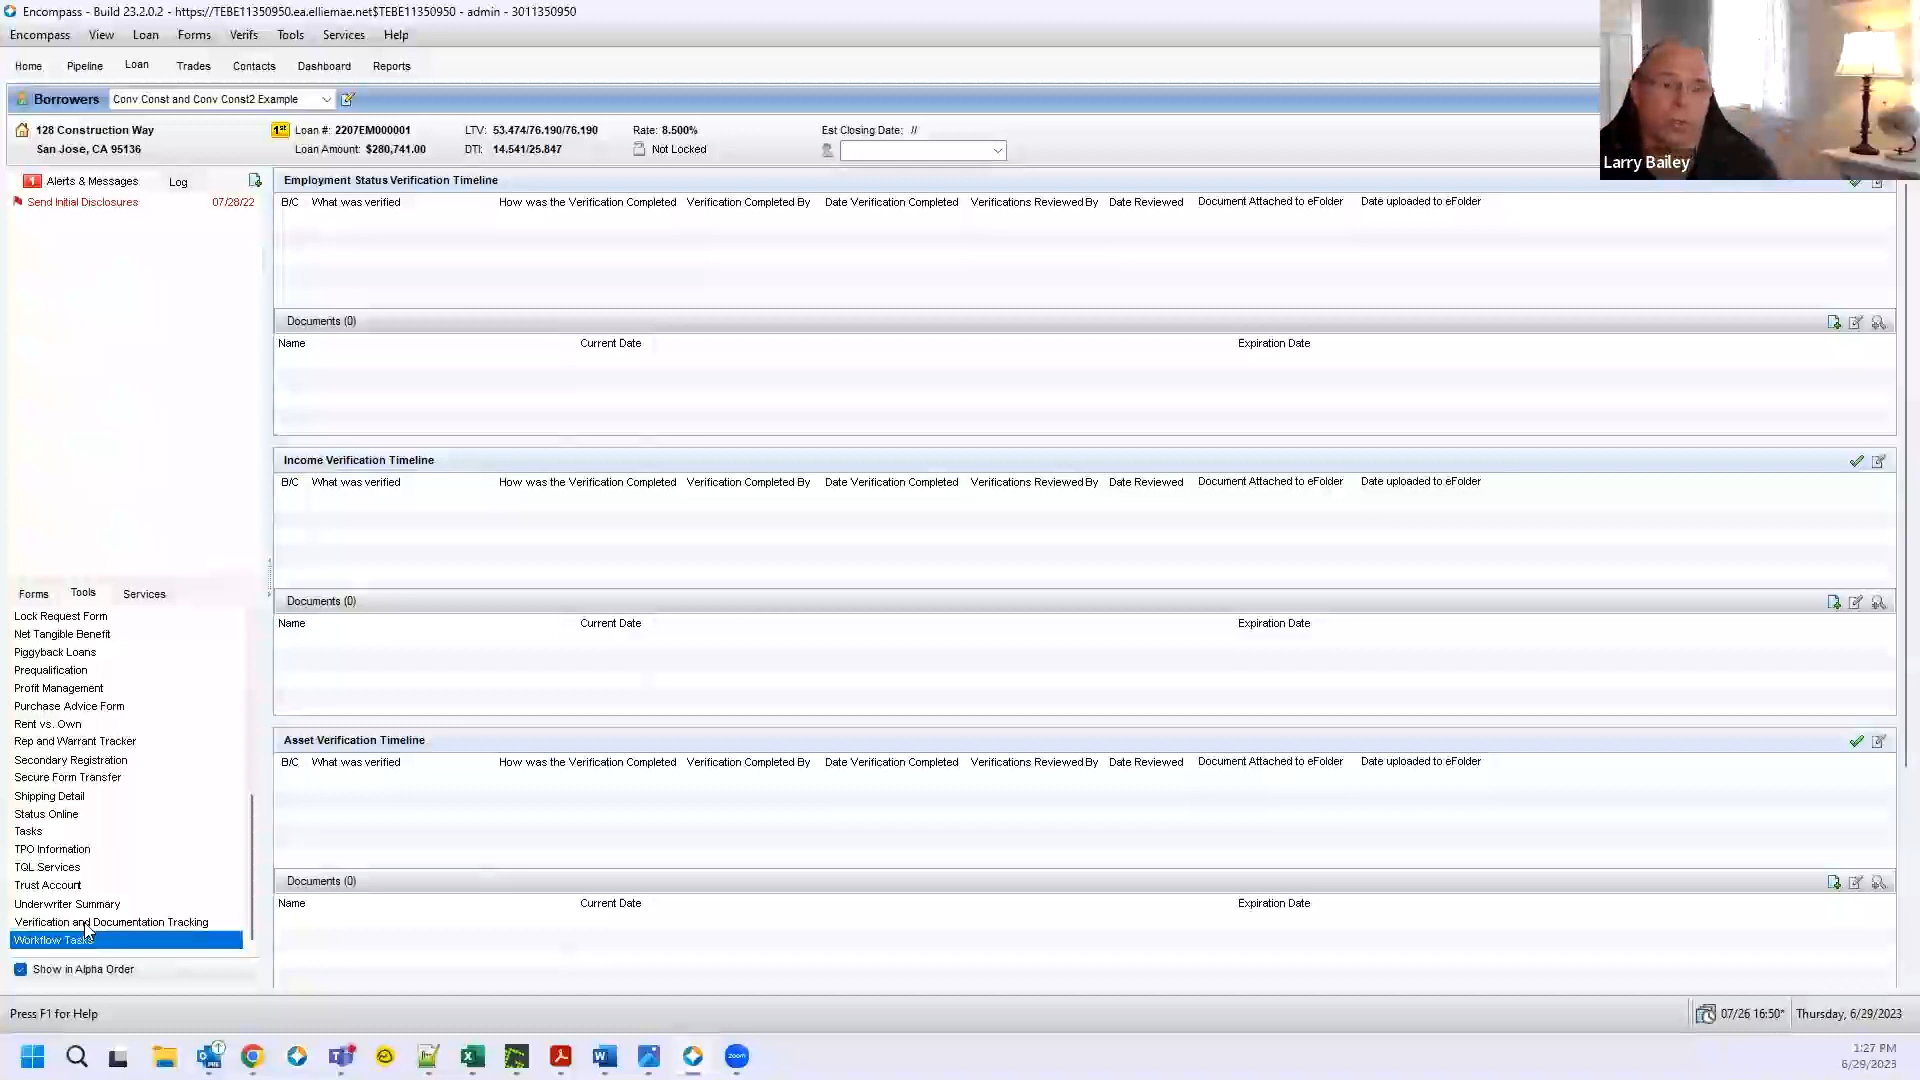 Encompass - Build 23.2.0.2 - https://TEBE11350950.ea.elliemae.net$TEBE11350950 - admin - 3011350950
Encompass View Loan Forms Verifs Tools Services Help
Home Pipeline Loan Trades Contacts Dashboard Reports
Borrowers Conv Const and Conv Const2 Example
128 Construction Way 1st Loan #: 2207EM000001 LTV: 53.474/76.190/76.190 Rate: 8.500% Est Closing Date: //
San Jose, CA 95136 Loan Amount: $280,741.00 DTI: 14.541/25.847 Not Locked
Larry Bailey
1 Alerts & Messages Log
Send Initial Disclosures 07/28/22
Employment Status Verification Timeline
B/C What was verified How was the Verification Completed Verification Completed By Date Verification Completed Verifications Reviewed By Date Reviewed Document Attached to eFolder Date uploaded to eFolder
Documents (0)
Name Current Date Expiration Date
Income Verification Timeline
B/C What was verified How was the Verification Completed Verification Completed By Date Verification Completed Verifications Reviewed By Date Reviewed Document Attached to eFolder Date uploaded to eFolder
Documents (0)
Name Current Date Expiration Date
Asset Verification Timeline
B/C What was verified How was the Verification Completed Verification Completed By Date Verification Completed Verifications Reviewed By Date Reviewed Document Attached to eFolder Date uploaded to eFolder
Documents (0)
Name Current Date Expiration Date
Forms Tools Services
Lock Request Form
Net Tangible Benefit
Piggyback Loans
Prequalification
Profit Management
Purchase Advice Form
Rent vs. Own
Rep and Warrant Tracker
Secondary Registration
Secure Form Transfer
Shipping Detail
Status Online
Tasks
TPO Information
TQL Services
Trust Account
Underwriter Summary
Verification and Documentation Tracking
Workflow Tasks
Show in Alpha Order
Press F1 for Help 07/26 16:50* Thursday, 6/29/2023
zoom
1:27 PM
6/29/2023